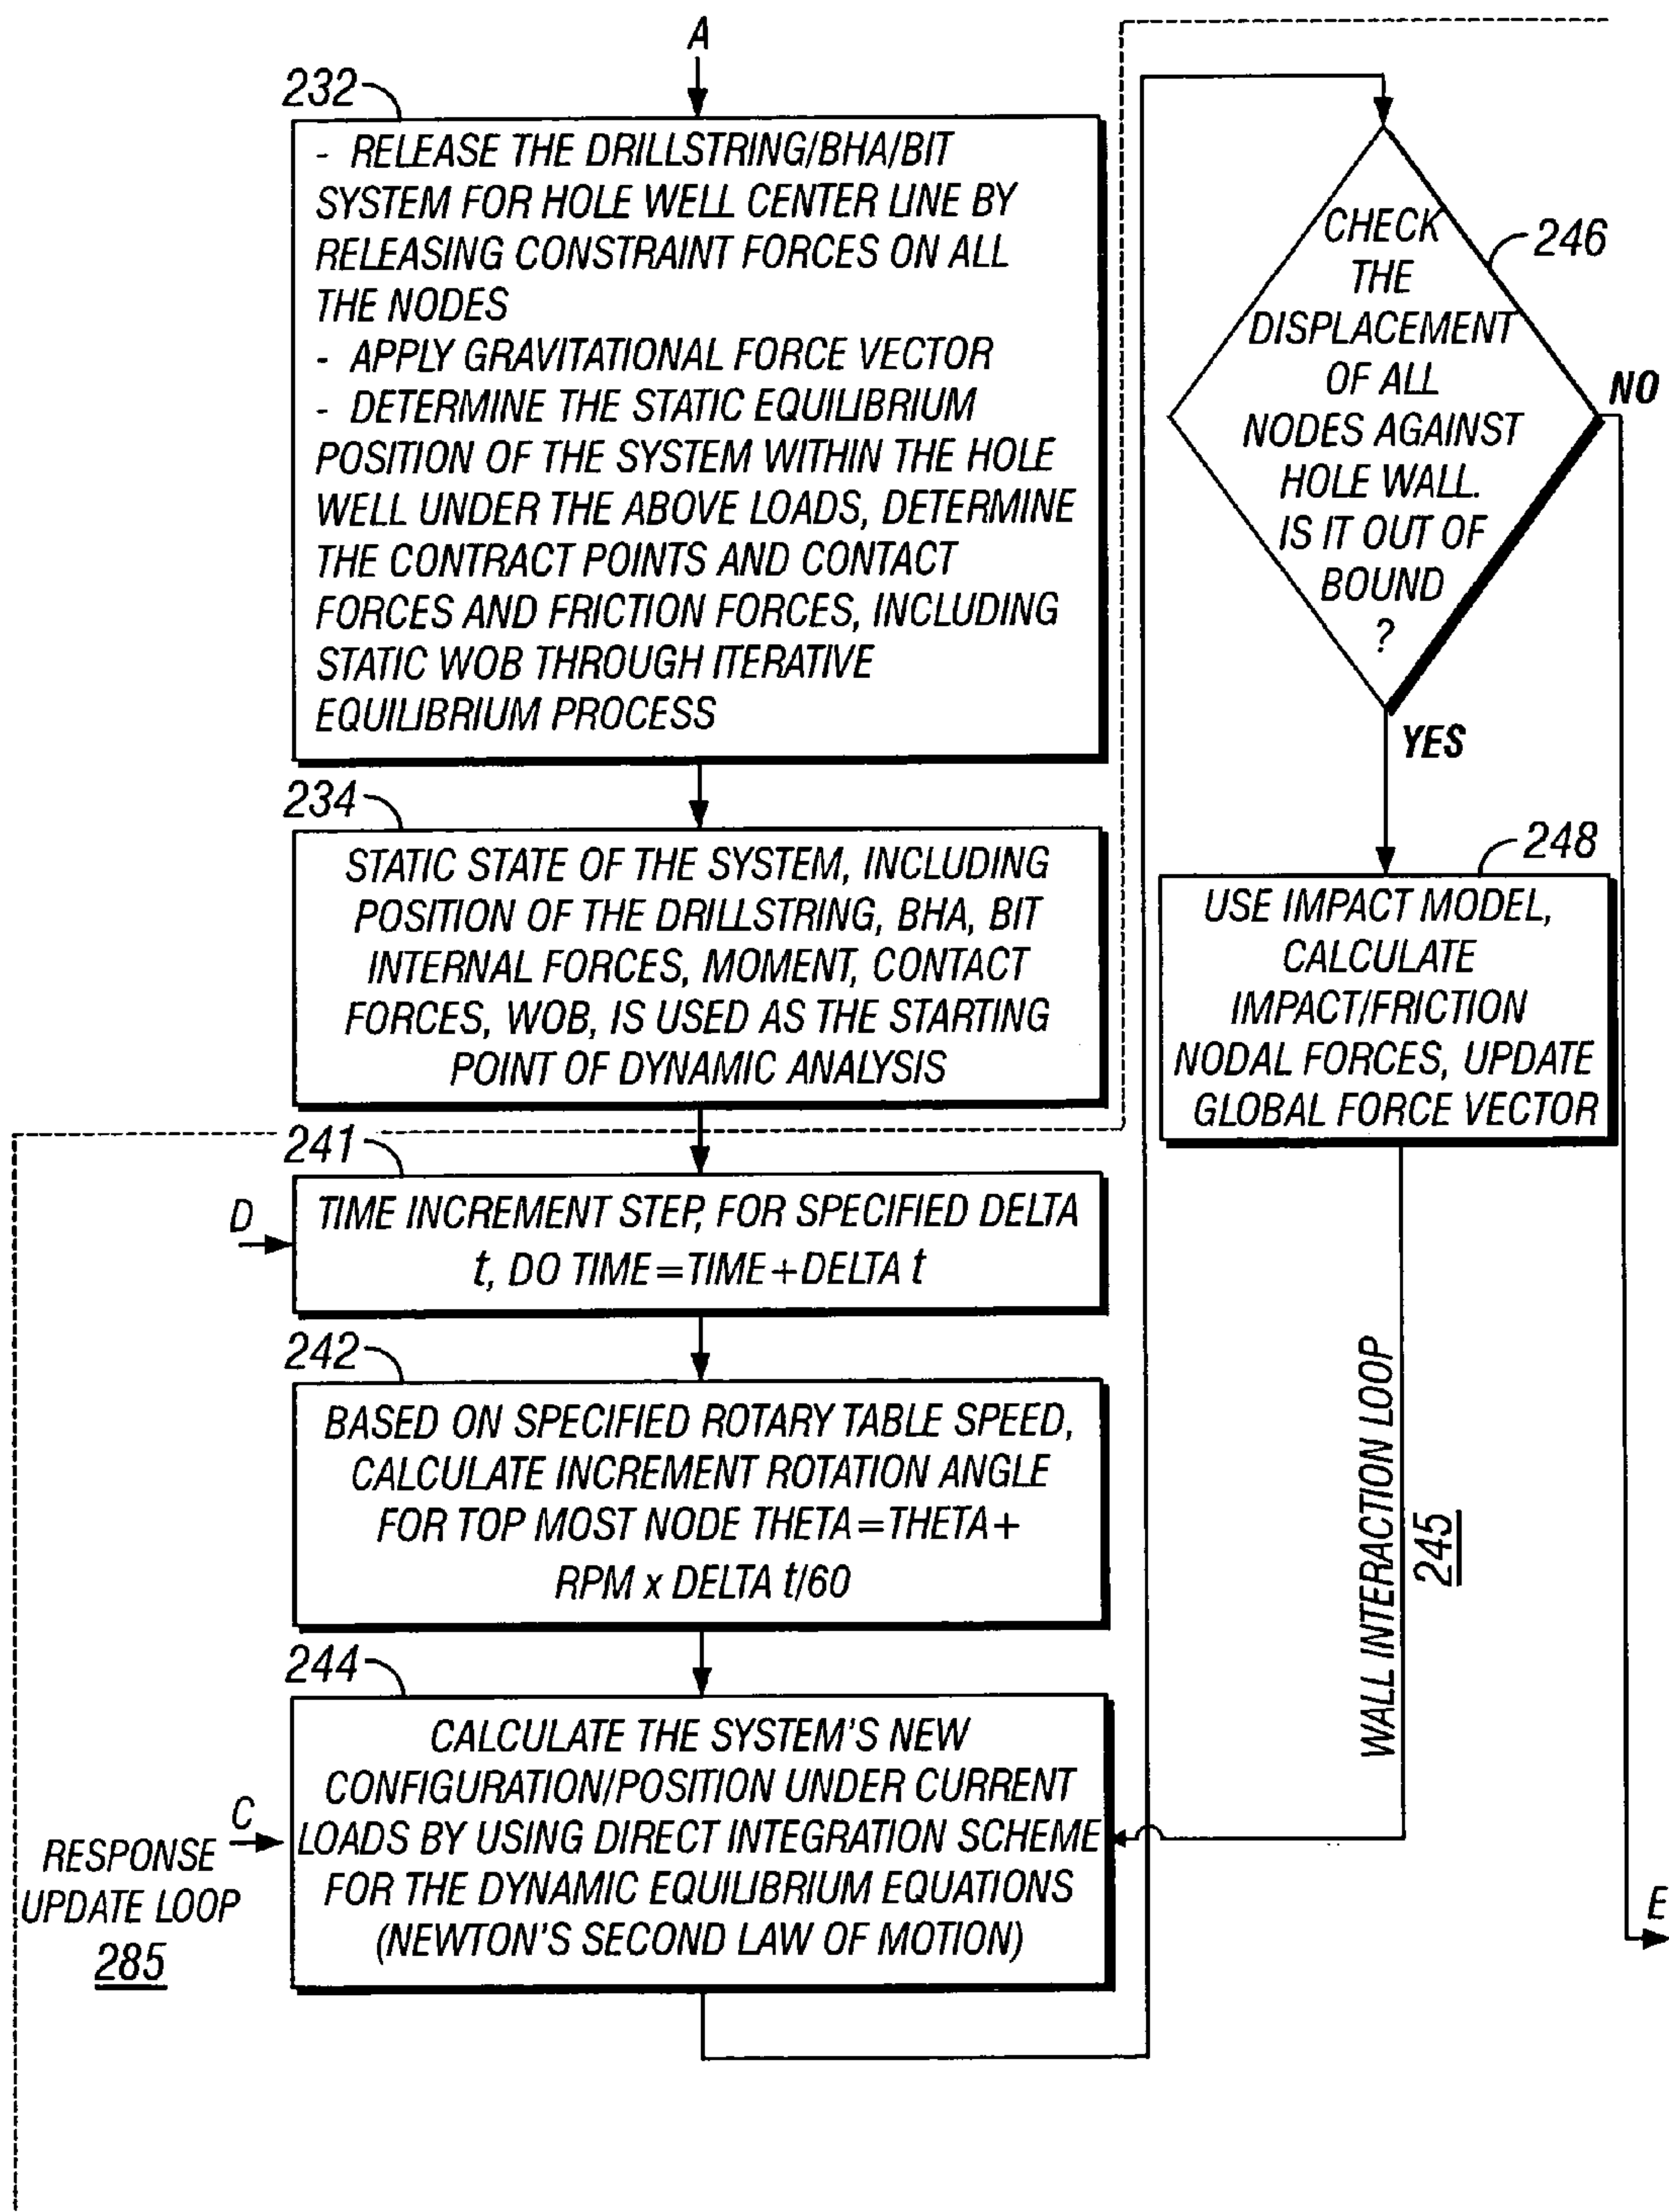 A
232
- RELEASE THE DRILLSTRING/BHA/BIT
SYSTEM FOR HOLE WELL CENTER LINE BY
RELEASING CONSTRAINT FORCES ON ALL
THE NODES
- APPLY GRAVITATIONAL FORCE VECTOR
- DETERMINE THE STATIC EQUILIBRIUM
POSITION OF THE SYSTEM WITHIN THE HOLE
WELL UNDER THE ABOVE LOADS, DETERMINE
THE CONTRACT POINTS AND CONTACT
FORCES AND FRICTION FORCES, INCLUDING
STATIC WOB THROUGH ITERATIVE
EQUILIBRIUM PROCESS
234
STATIC STATE OF THE SYSTEM, INCLUDING
POSITION OF THE DRILLSTRING, BHA, BIT
INTERNAL FORCES, MOMENT, CONTACT
FORCES, WOB, IS USED AS THE STARTING
POINT OF DYNAMIC ANALYSIS
241
D
TIME INCREMENT STEP, FOR SPECIFIED DELTA
t, DO TIME=TIME+DELTA t
242
BASED ON SPECIFIED ROTARY TABLE SPEED,
CALCULATE INCREMENT ROTATION ANGLE
FOR TOP MOST NODE THETA=THETA+
RPM x DELTA t/60
244
C
CALCULATE THE SYSTEM'S NEW
CONFIGURATION/POSITION UNDER CURRENT
LOADS BY USING DIRECT INTEGRATION SCHEME
FOR THE DYNAMIC EQUILIBRIUM EQUATIONS
(NEWTON'S SECOND LAW OF MOTION)
RESPONSE
UPDATE LOOP
285
CHECK
THE
DISPLACEMENT
OF ALL
NODES AGAINST
HOLE WALL.
IS IT OUT OF
BOUND
?
246
NO
YES
248
USE IMPACT MODEL,
CALCULATE
IMPACT/FRICTION
NODAL FORCES, UPDATE
GLOBAL FORCE VECTOR
WALL INTERACTION LOOP
245
E